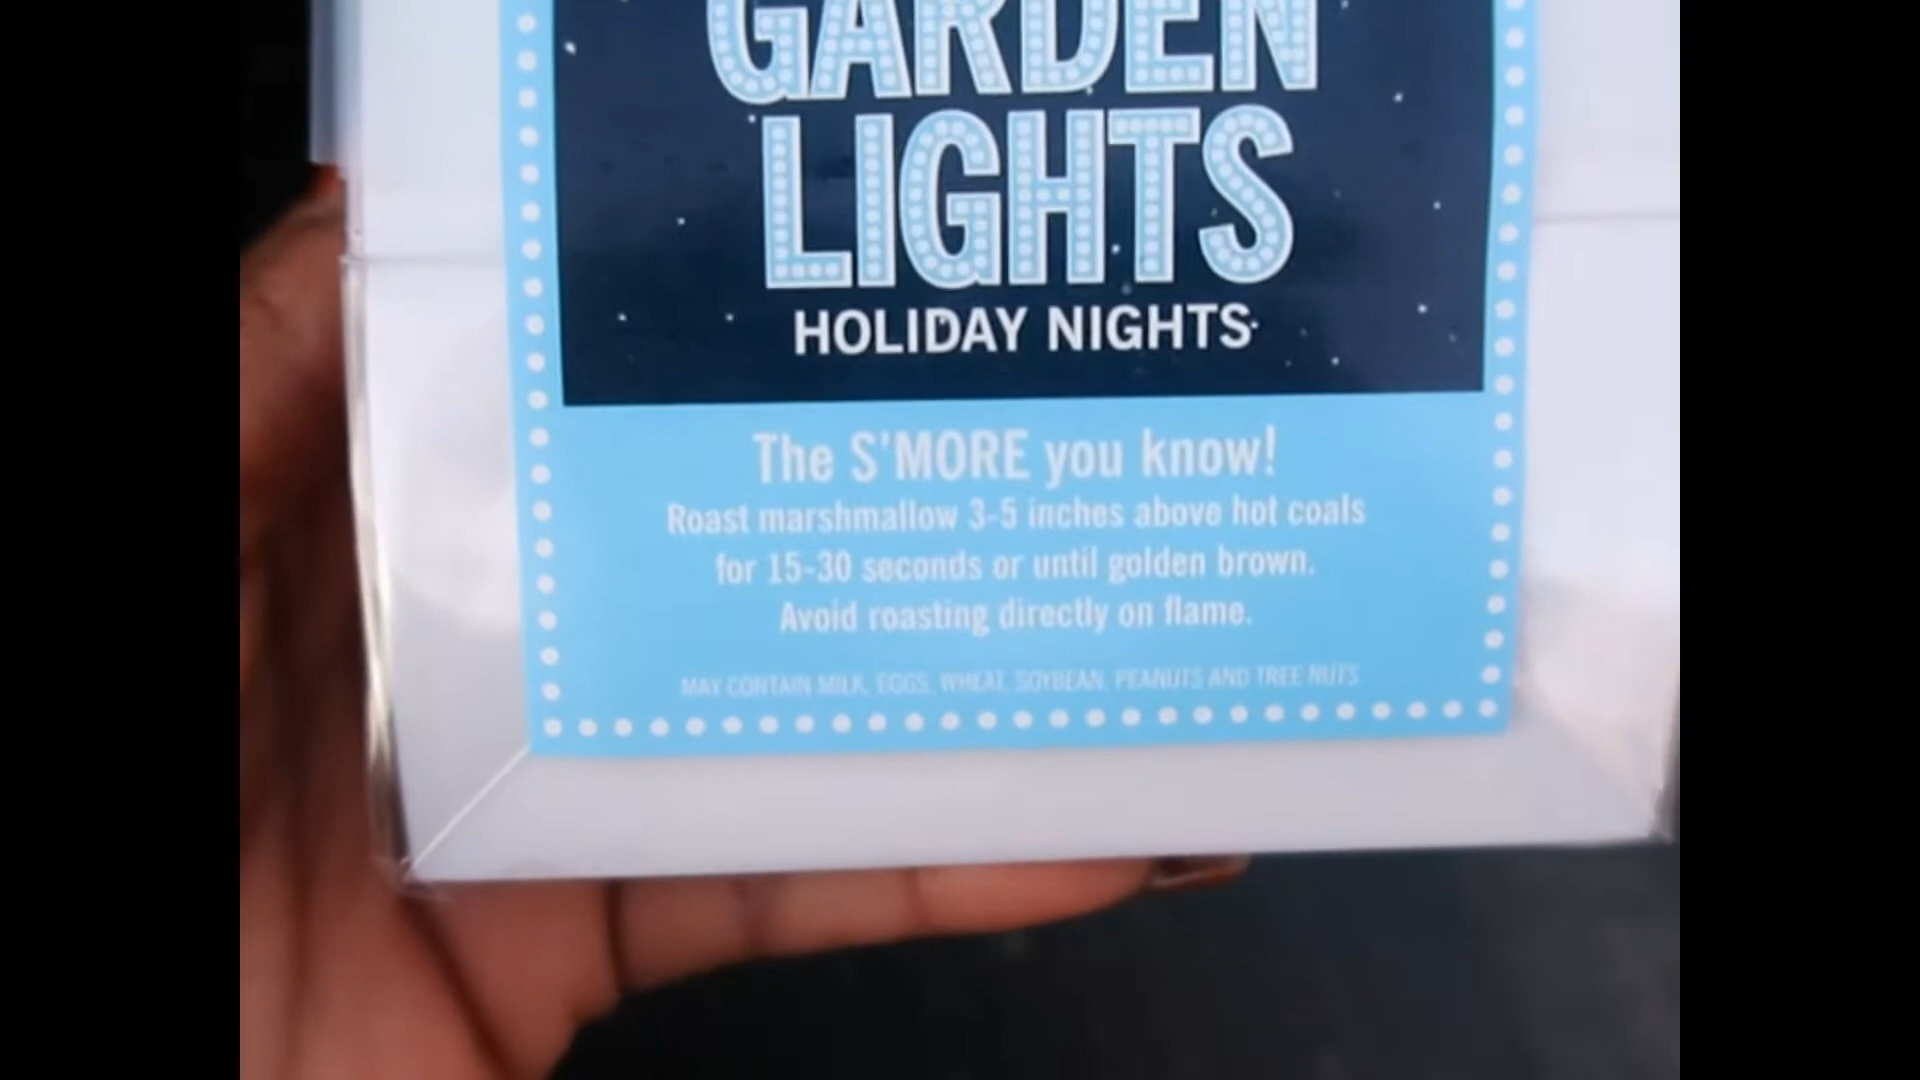 GARDEN
LIGHTS
HOLIDAY NIGHTS
The S'MORE you know!
Roast marshmallow 3-5 inches above hot coals
for 15-30 seconds or until golden brown.
Avoid roasting directly on flame.
MAY CONTAIN MILK, EGGS, WHEAT, SOYBEAN, PEANUTS AND TREE NUTS